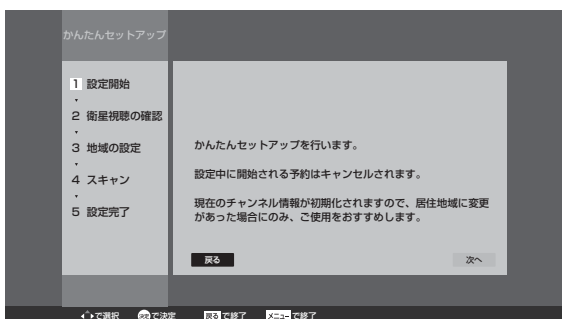 かんたんセットアップ
1 設定開始
2 衛星視聴の確認
3 地域の設定
4 スキャン
5 設定完了
かんたんセットアップを行います。
設定中に開始される予約はキャンセルされます。
現在のチャンネル情報が初期化されますので、居住地域に変更
があった場合にのみ、ご使用をおすすめします。
戻る 次へ
で選択 決定で決定 戻るで終了 メニューで終了